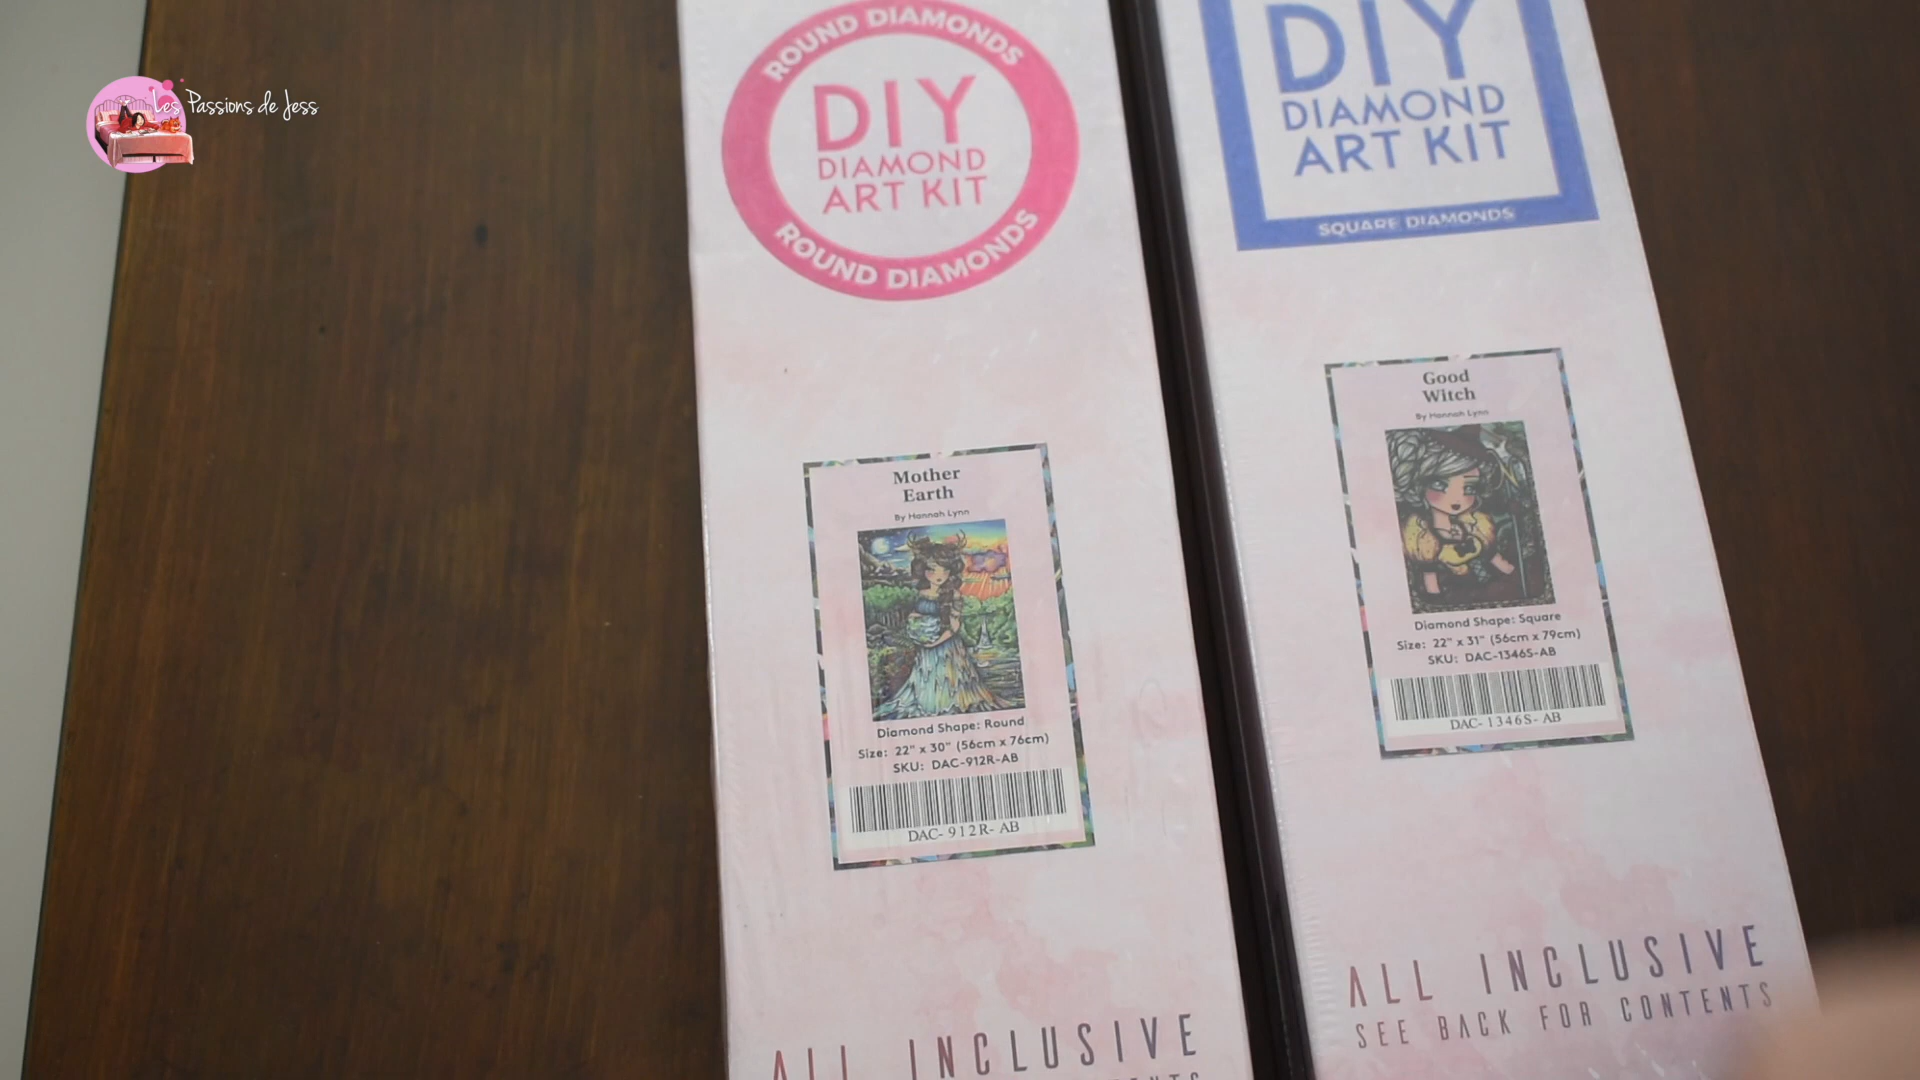 Les Passions de Jess
ROUND DIAMONDS
DIY
DIAMOND
ART KIT
ROUND DIAMONDS
Mother
Earth
By Hannah Lynn
Diamond Shape: Round
Size: 22" x 30" (56cm x 76cm)
SKU: DAC-912R-AB
DAC- 912R- AB
ALL INCLUSIVE
DIY
DIAMOND
ART KIT
SQUARE DIAMONDS
Good
Witch
By Hannah Lynn
Diamond Shape: Square
Size: 22" x 31" (56cm x 79cm)
SKU: DAC-1346S-AB
DAC- 1346S- AB
ALL INCLUSIVE
SEE BACK FOR CONTENTS